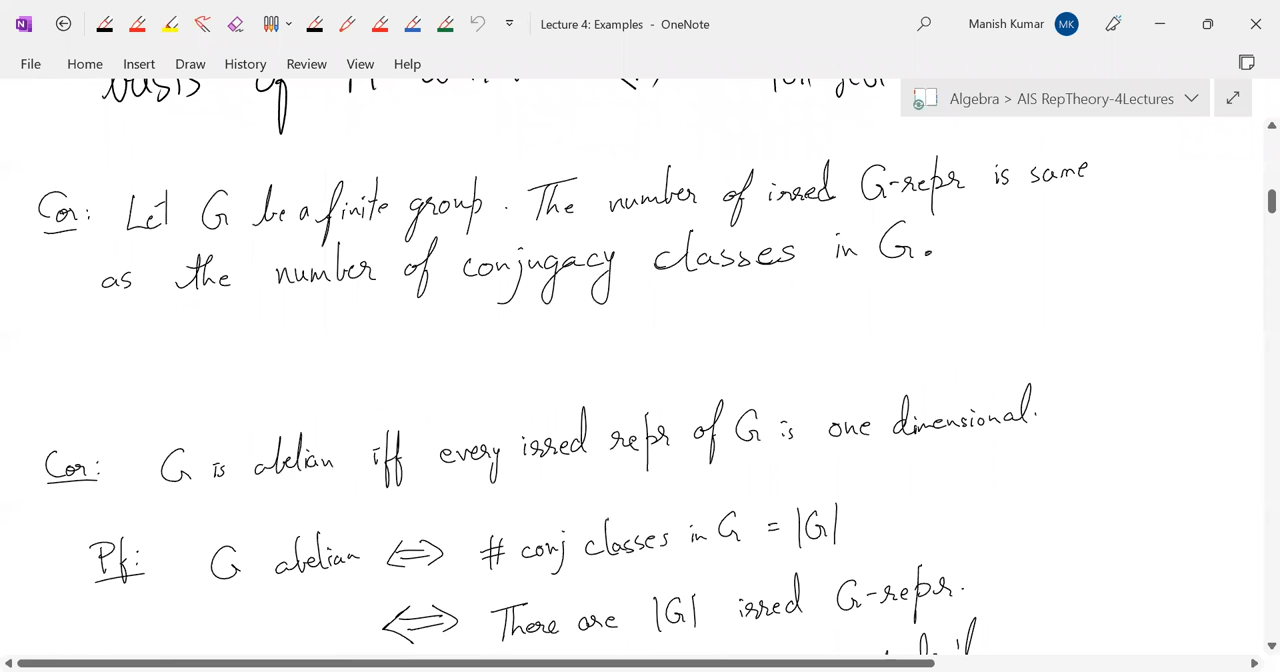 Lecture 4: Examples - OneNote
Manish Kumar
MK
File Home Insert Draw History Review View Help
basis of
Algebra > AIS RepTheory-4Lectures
Cor: Let G be a finite group. The number of irred G-repr is same
as the number of conjugacy classes in G.
Cor: G is abelian iff every irred repr of G is one dimensional.
Pf: G abelian <=> # conj classes in G = |G|
<=> There are |G| irred G-repr.